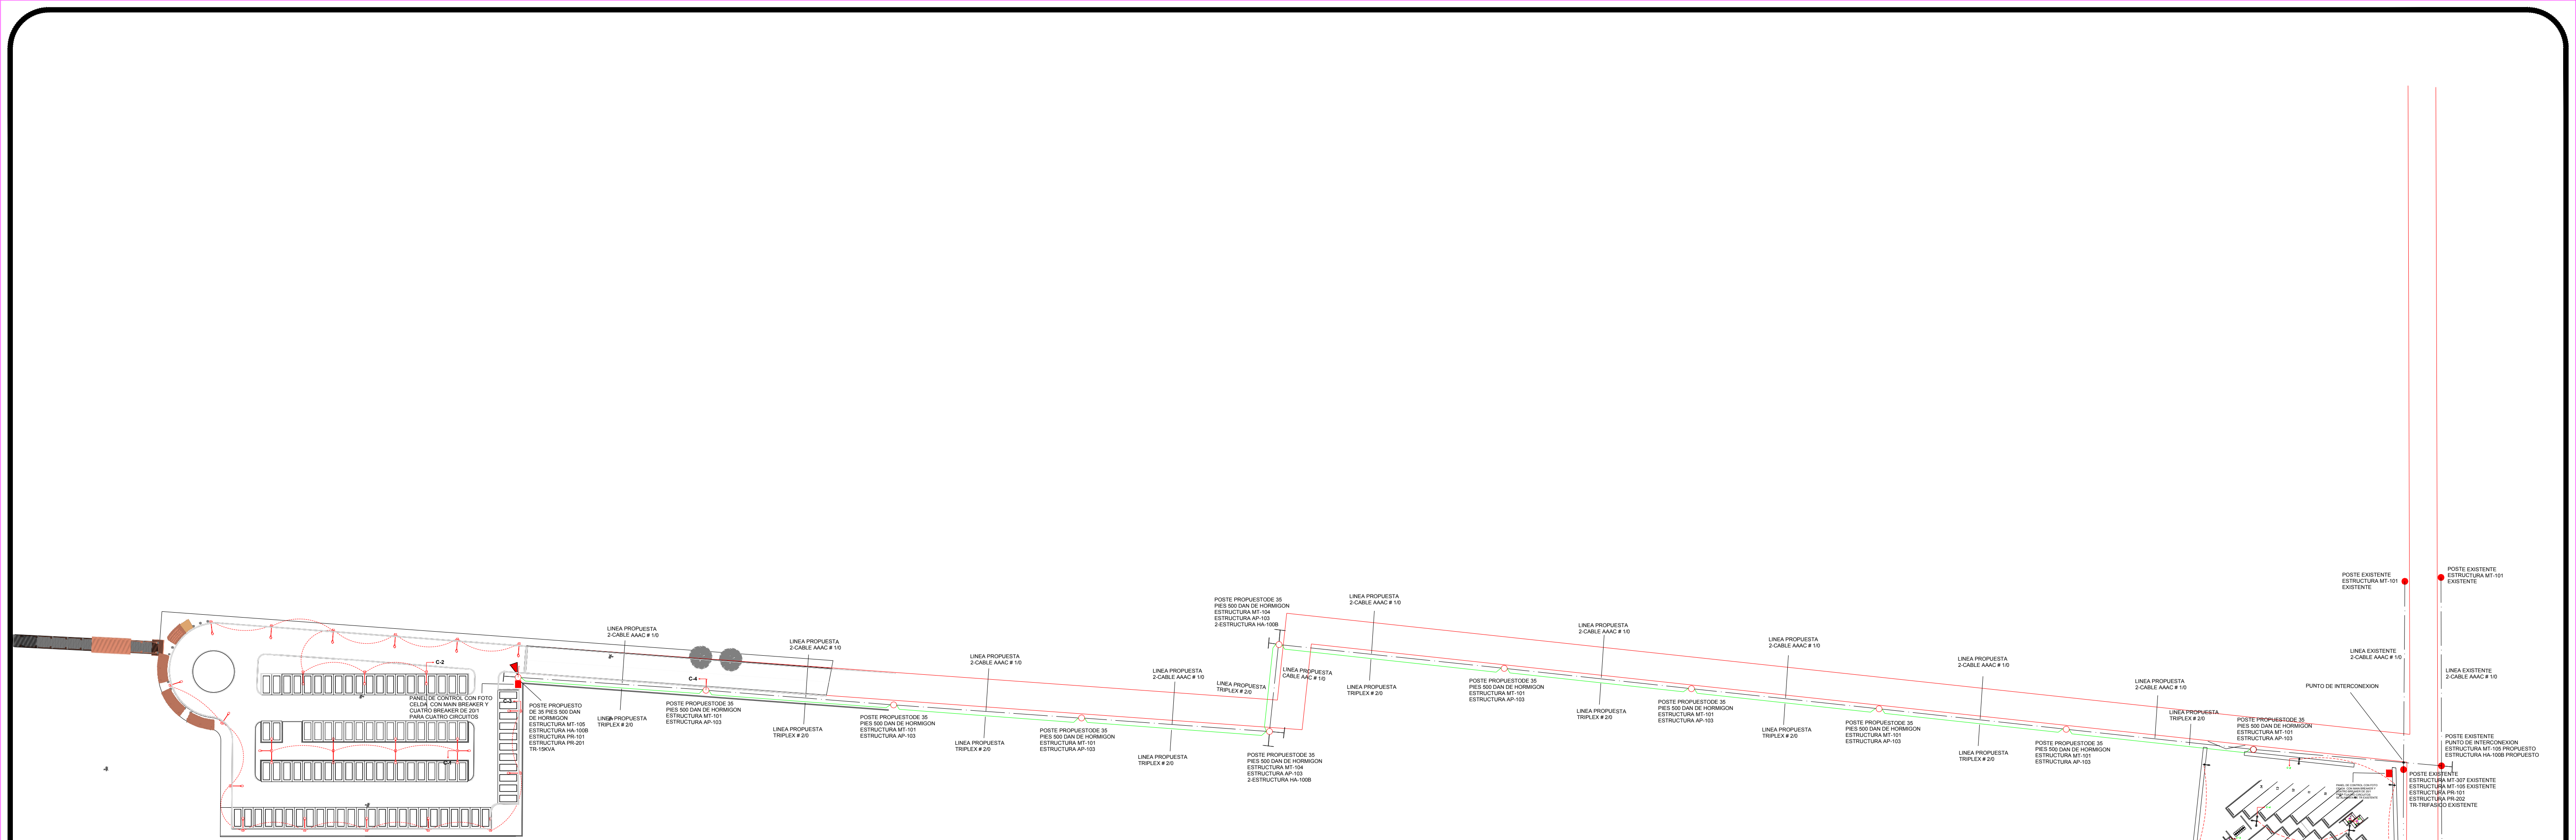 C-2
PANEL DE CONTROL CON FOTO
CELDA CON MAIN BREAKER Y
CUATRO BREAKER DE 20/1
PARA CUATRO CIRCUITOS
C-3
C-1
POSTE PROPUESTO
DE 35 PIES 500 DAN
DE HORMIGON
ESTRUCTURA MT-105
ESTRUCTURA HA-100B
ESTRUCTURA PR-101
ESTRUCTURA PR-201
TR-15KVA
LINEA PROPUESTA
2-CABLE AAAC # 1/0
LINEA PROPUESTA
TRIPLEX # 2/0
C-4
POSTE PROPUESTODE 35
PIES 500 DAN DE HORMIGON
ESTRUCTURA MT-101
ESTRUCTURA AP-103
LINEA PROPUESTA
2-CABLE AAAC # 1/0
LINEA PROPUESTA
TRIPLEX # 2/0
POSTE PROPUESTODE 35
PIES 500 DAN DE HORMIGON
ESTRUCTURA MT-101
ESTRUCTURA AP-103
LINEA PROPUESTA
2-CABLE AAAC # 1/0
LINEA PROPUESTA
TRIPLEX # 2/0
POSTE PROPUESTODE 35
PIES 500 DAN DE HORMIGON
ESTRUCTURA MT-101
ESTRUCTURA AP-103
LINEA PROPUESTA
2-CABLE AAAC # 1/0
LINEA PROPUESTA
TRIPLEX # 2/0
POSTE PROPUESTODE 35
PIES 500 DAN DE HORMIGON
ESTRUCTURA MT-104
ESTRUCTURA AP-103
2-ESTRUCTURA HA-100B
LINEA PROPUESTA
TRIPLEX # 2/0
LINEA PROPUESTA
CABLE AAC # 1/0
POSTE PROPUESTODE 35
PIES 500 DAN DE HORMIGON
ESTRUCTURA MT-104
ESTRUCTURA AP-103
2-ESTRUCTURA HA-100B
LINEA PROPUESTA
2-CABLE AAAC # 1/0
LINEA PROPUESTA
TRIPLEX # 2/0
POSTE PROPUESTODE 35
PIES 500 DAN DE HORMIGON
ESTRUCTURA MT-101
ESTRUCTURA AP-103
LINEA PROPUESTA
2-CABLE AAAC # 1/0
LINEA PROPUESTA
TRIPLEX # 2/0
POSTE PROPUESTODE 35
PIES 500 DAN DE HORMIGON
ESTRUCTURA MT-101
ESTRUCTURA AP-103
LINEA PROPUESTA
2-CABLE AAAC # 1/0
LINEA PROPUESTA
TRIPLEX # 2/0
POSTE PROPUESTODE 35
PIES 500 DAN DE HORMIGON
ESTRUCTURA MT-101
ESTRUCTURA AP-103
LINEA PROPUESTA
2-CABLE AAAC # 1/0
LINEA PROPUESTA
TRIPLEX # 2/0
POSTE PROPUESTODE 35
PIES 500 DAN DE HORMIGON
ESTRUCTURA MT-101
ESTRUCTURA AP-103
LINEA PROPUESTA
2-CABLE AAAC # 1/0
LINEA PROPUESTA
TRIPLEX # 2/0
POSTE PROPUESTODE 35
PIES 500 DAN DE HORMIGON
ESTRUCTURA MT-101
ESTRUCTURA AP-103
POSTE EXISTENTE
ESTRUCTURA MT-101
EXISTENTE
POSTE EXISTENTE
ESTRUCTURA MT-101
EXISTENTE
LINEA EXISTENTE
2-CABLE AAAC # 1/0
LINEA EXISTENTE
2-CABLE AAAC # 1/0
PUNTO DE INTERCONEXION
POSTE EXISTENTE
PUNTO DE INTERCONEXION
ESTRUCTURA MT-105 PROPUESTO
ESTRUCTURA HA-100B PROPUESTO
POSTE EXISTENTE
ESTRUCTURA MT-307 EXISTENTE
ESTRUCTURA MT-105 EXISTENTE
ESTRUCTURA PR-101
ESTRUCTURA PR-202
TR-TRIFASICO EXISTENTE